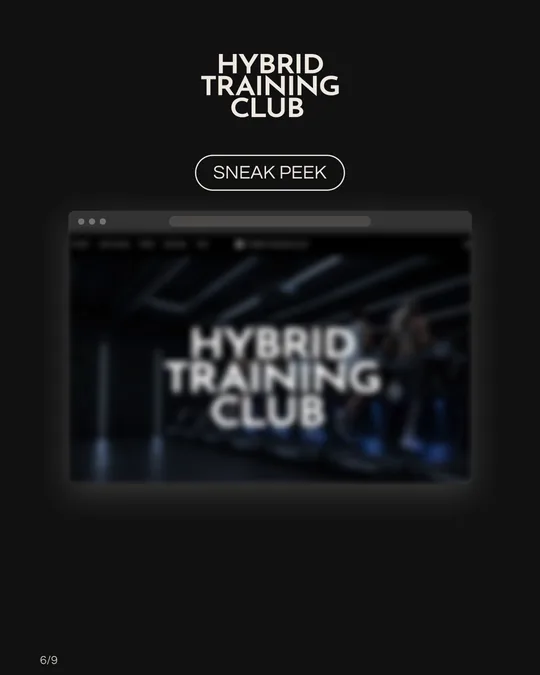 HYBRID
TRAINING
CLUB
SNEAK PEEK
HYBRID
TRAINING
CLUB
6/9